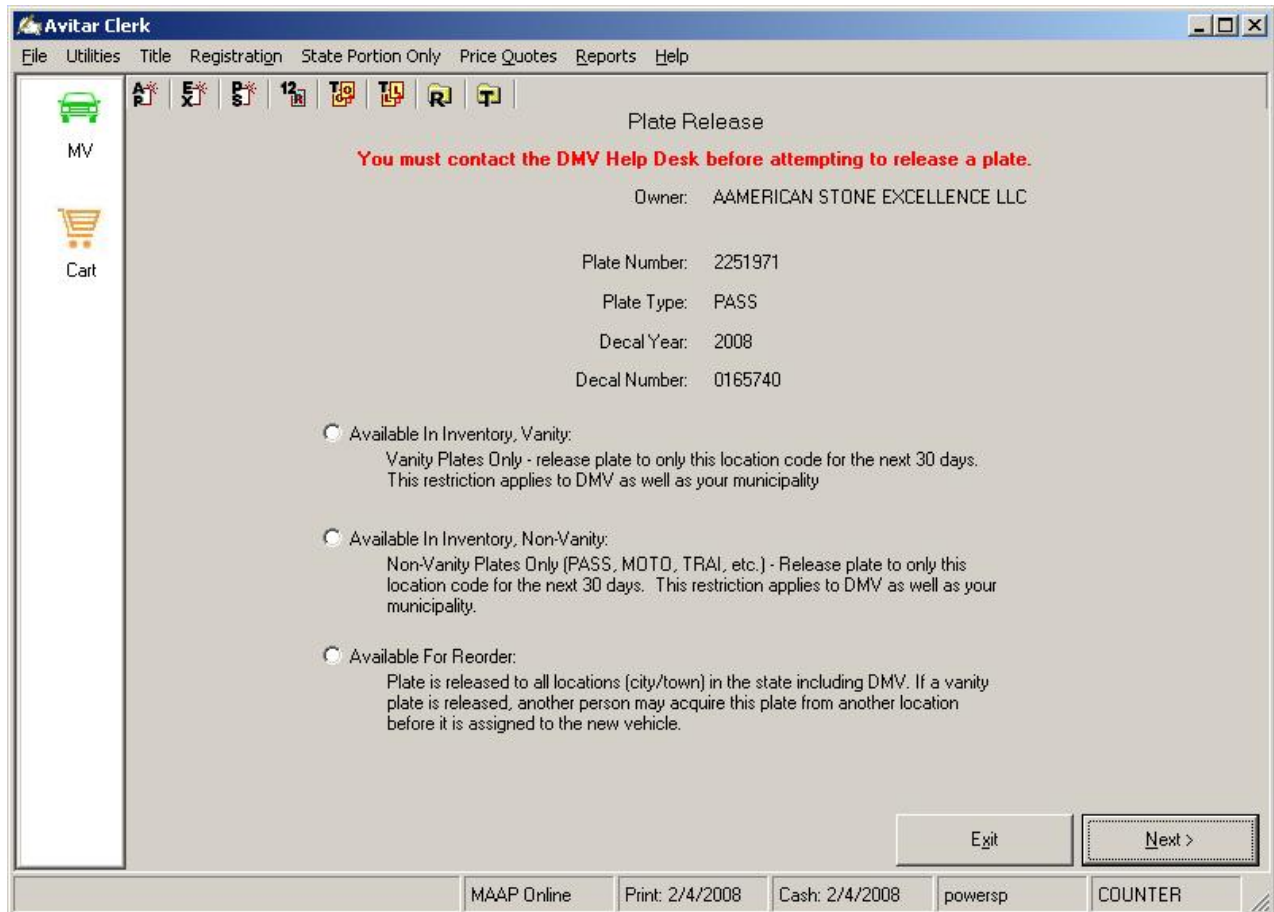 Avitar Clerk
File Utilities Title Registration State Portion Only Price Quotes Reports Help
AP EX PS 12R TOCP TLL R T
MV
Cart
Plate Release
You must contact the DMV Help Desk before attempting to release a plate.
Owner: AAMERICAN STONE EXCELLENCE LLC
Plate Number: 2251971
Plate Type: PASS
Decal Year: 2008
Decal Number: 0165740
Available In Inventory, Vanity:
Vanity Plates Only - release plate to only this location code for the next 30 days.
This restriction applies to DMV as well as your municipality
Available In Inventory, Non-Vanity:
Non-Vanity Plates Only (PASS, MOTO, TRAI, etc.) - Release plate to only this
location code for the next 30 days. This restriction applies to DMV as well as your
municipality.
Available For Reorder:
Plate is released to all locations (city/town) in the state including DMV. If a vanity
plate is released, another person may acquire this plate from another location
before it is assigned to the new vehicle.
Exit Next >
MAAP Online Print: 2/4/2008 Cash: 2/4/2008 powersp COUNTER